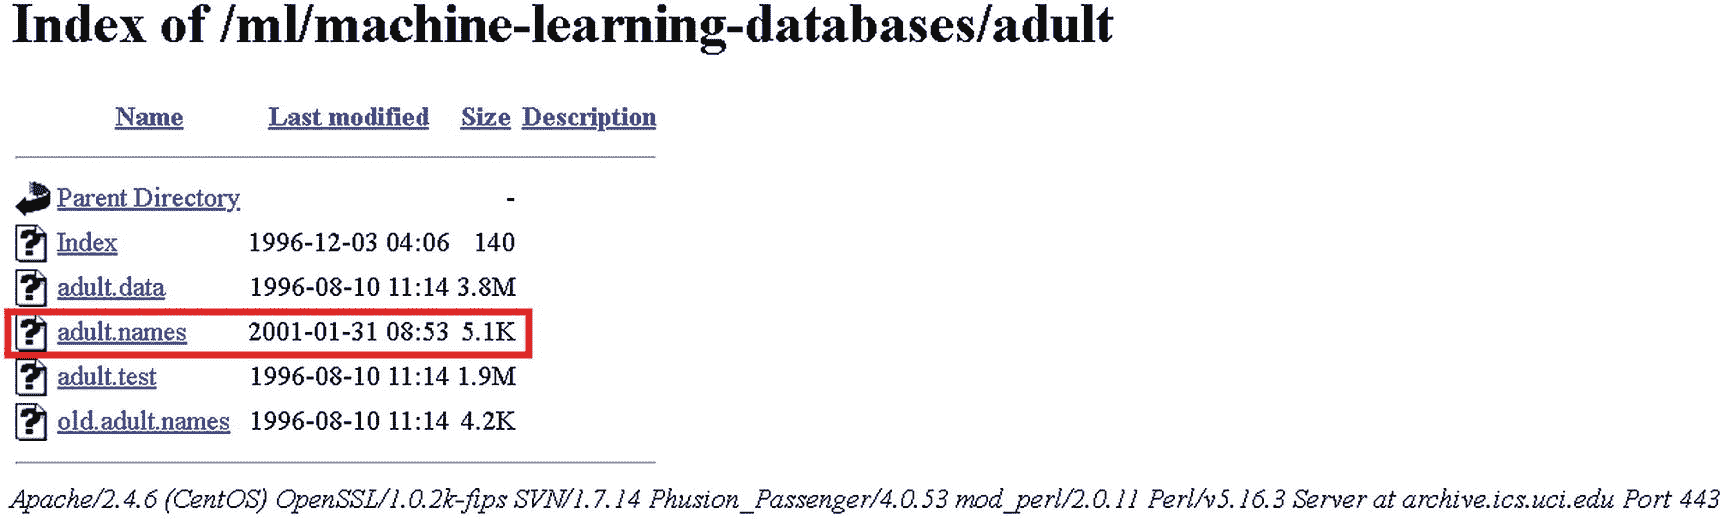 Index of /ml/machine-learning-databases/adult
Name Last modified Size Description
Parent Directory -
Index 1996-12-03 04:06 140
adult.data 1996-08-10 11:14 3.8M
adult.names 2001-01-31 08:53 5.1K
adult.test 1996-08-10 11:14 1.9M
old.adult.names 1996-08-10 11:14 4.2K
Apache/2.4.6 (CentOS) OpenSSL/1.0.2k-fips SVN/1.7.14 Phusion_Passenger/4.0.53 mod_perl/2.0.11 Perl/v5.16.3 Server at archive.ics.uci.edu Port 443